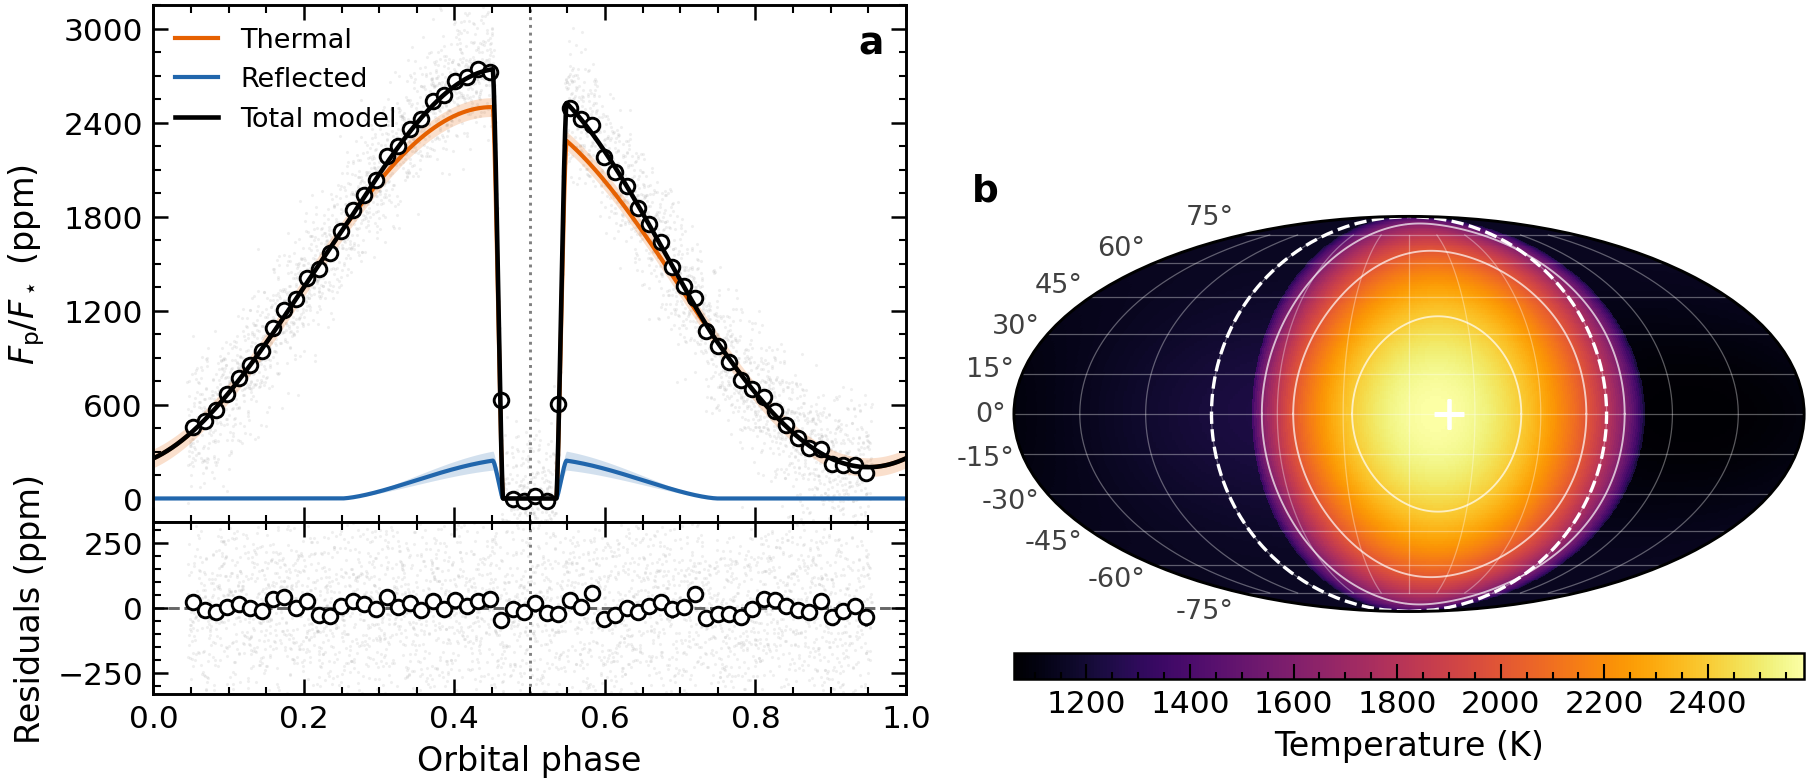 a
Thermal
Reflected
Total model
3000
2400
1800
1200
600
0
Fp/F⋆ (ppm)
250
0
−250
Residuals (ppm)
0.0 0.2 0.4 0.6 0.8 1.0
Orbital phase
b
75°
60°
45°
30°
15°
0°
-15°
-30°
-45°
-60°
-75°
1200 1400 1600 1800 2000 2200 2400
Temperature (K)